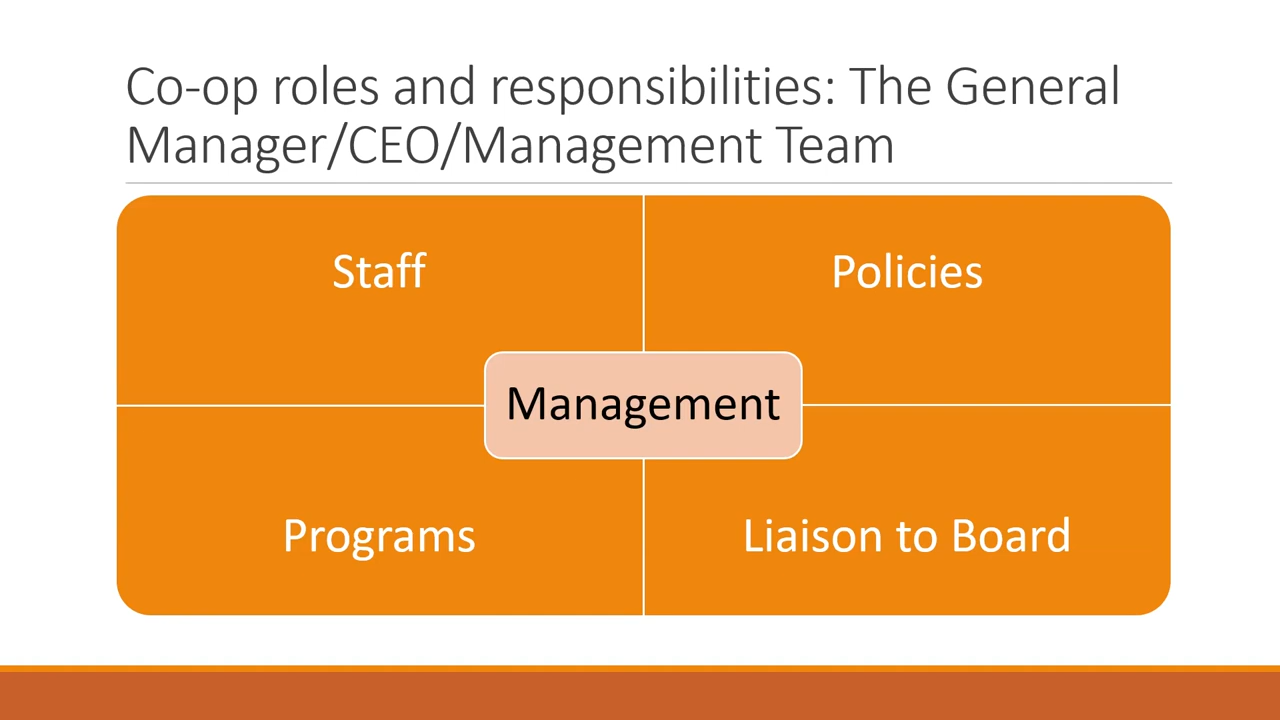 Co-op roles and responsibilities: The General
Manager/CEO/Management Team
Staff
Policies
Management
Programs
Liaison to Board